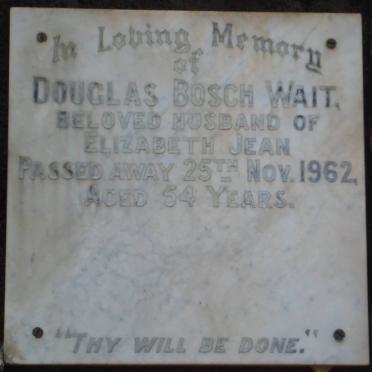 In Loving Memory
of
DOUGLAS BOSCH WAIT.
BELOVED HUSBAND OF
ELIZABETH JEAN
PASSED AWAY 25TH NOV. 1962,
AGED 54 YEARS.
"THY WILL BE DONE."